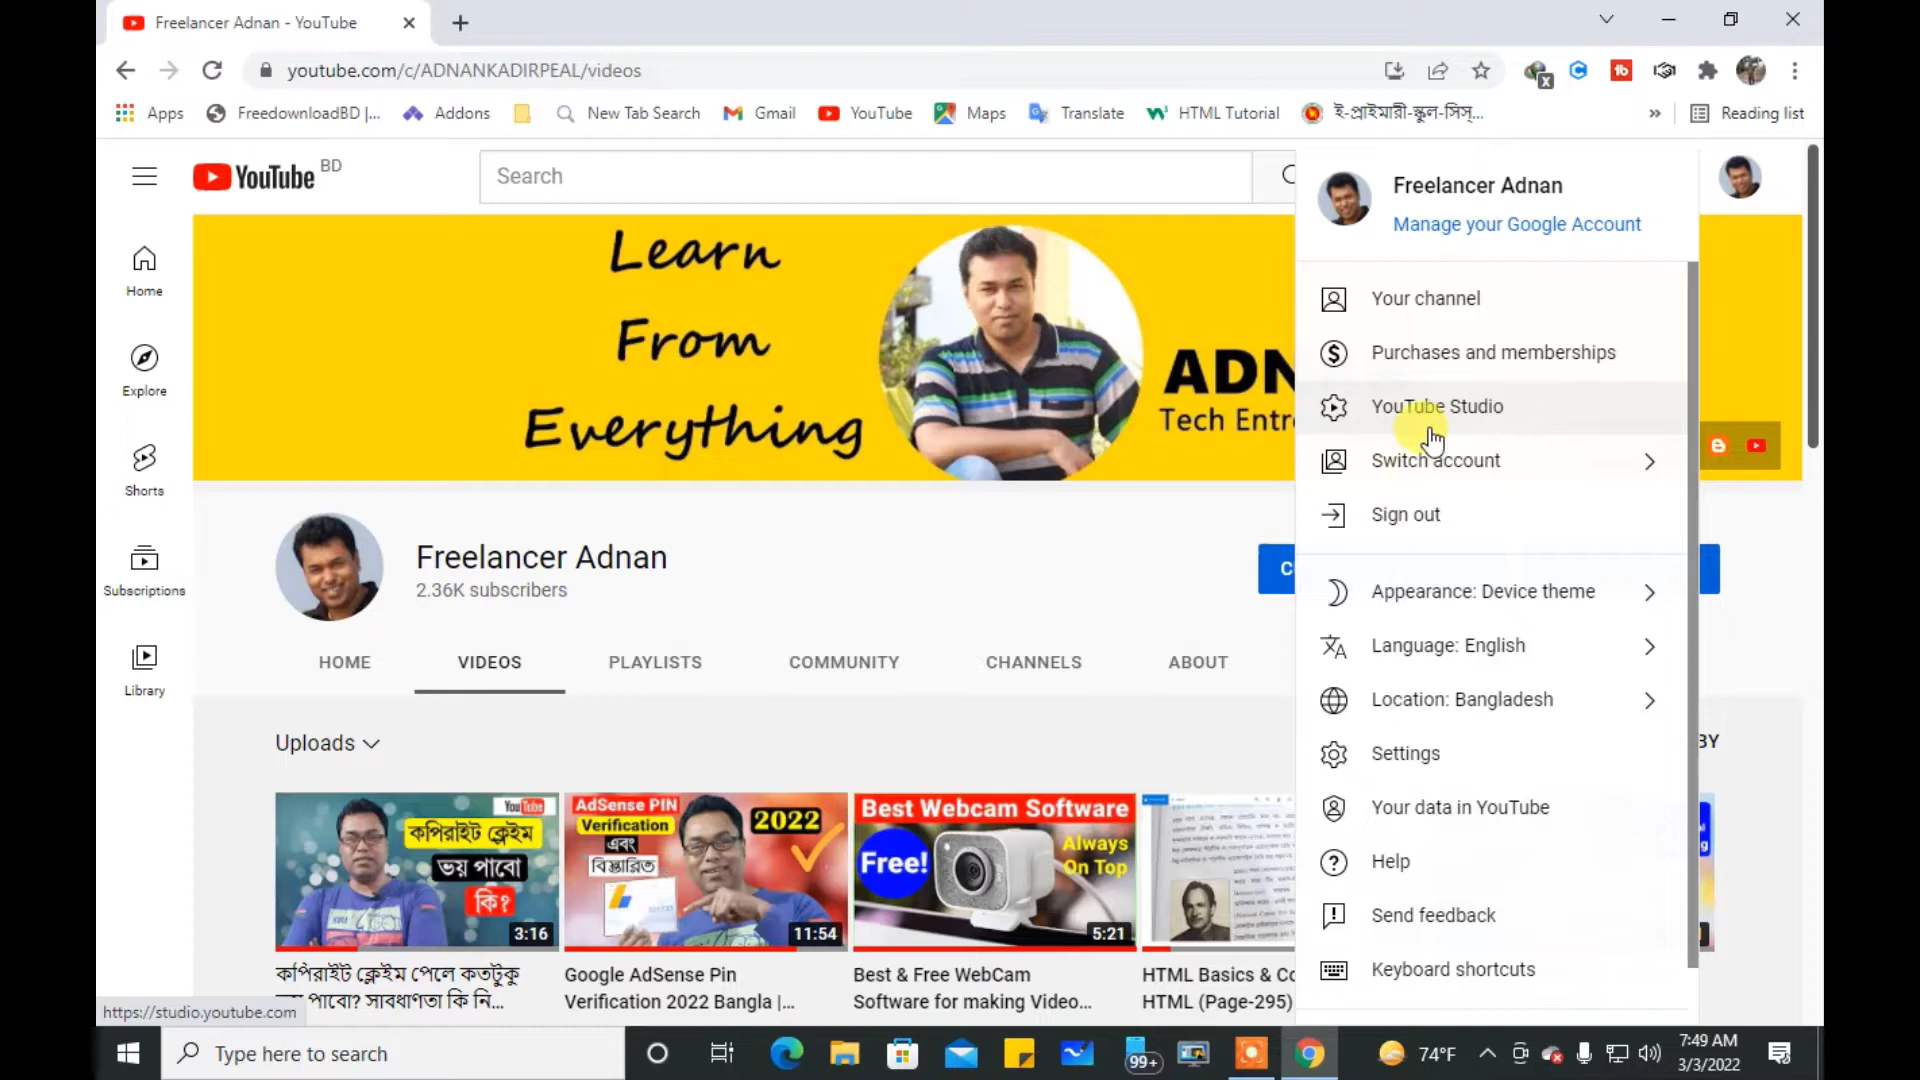 Freelancer Adnan - YouTube
youtube.com/c/ADNANKADIRPEAL/videos
Apps
FreedownloadBD |...
Addons
New Tab Search
Gmail
YouTube
Maps
Translate
HTML Tutorial
ই-প্রাইমারী-স্কুল-সিস্...
»
Reading list
YouTube BD
Search
Freelancer Adnan
Manage your Google Account
Home
Explore
Shorts
Subscriptions
Library
Learn
From
Everything
ADN
Tech Entr
Your channel
Purchases and memberships
YouTube Studio
Switch account
Sign out
Appearance: Device theme
Language: English
Location: Bangladesh
Settings
Your data in YouTube
Help
Send feedback
Keyboard shortcuts
Freelancer Adnan
2.36K subscribers
C
HOME
VIDEOS
PLAYLISTS
COMMUNITY
CHANNELS
ABOUT
Uploads
BY
YouTube
কপিরাইট ক্লেইম
ভয় পাবো
কি?
3:16
AdSense PIN
Verification
এবং
বিস্তারিত
2022
11:54
Best Webcam Software
Free!
Always
On Top
5:21
কপিরাইট ক্লেইম পেলে কতটুকু
পাবো? সাবধাণতা কি নি...
Google AdSense Pin
Verification 2022 Bangla |...
Best & Free WebCam
Software for making Video...
HTML Basics & Co
HTML (Page-295)
https://studio.youtube.com
Type here to search
99+
74°F
7:49 AM
3/3/2022